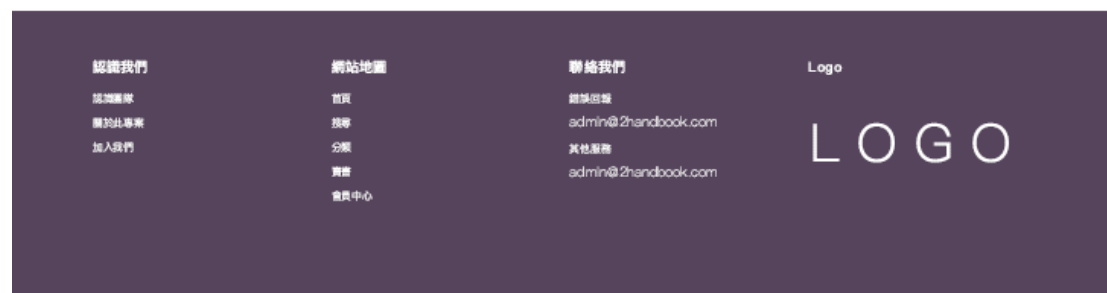 認識我們
認識團隊
關於此專案
加入我們
網站地圖
首頁
搜尋
分類
賣書
會員中心
聯絡我們
錯誤回報
admin@2handbook.com
其他服務
admin@2handbook.com
Logo
LOGO